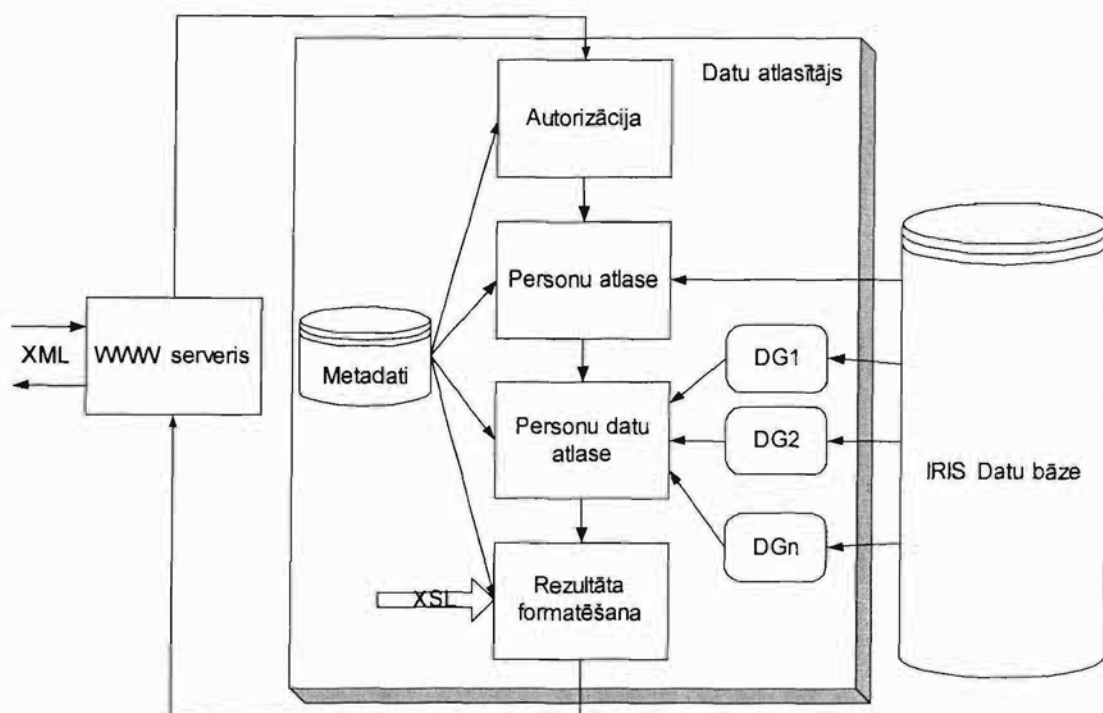 Datu atlasītājs
Autorizācija
Personu atlase
XML
WWW serveris
Metadati
DG1
Personu datu
atlase
DG2
IRIS Datu bāze
DGn
XSL
Rezultāta
formatēšana